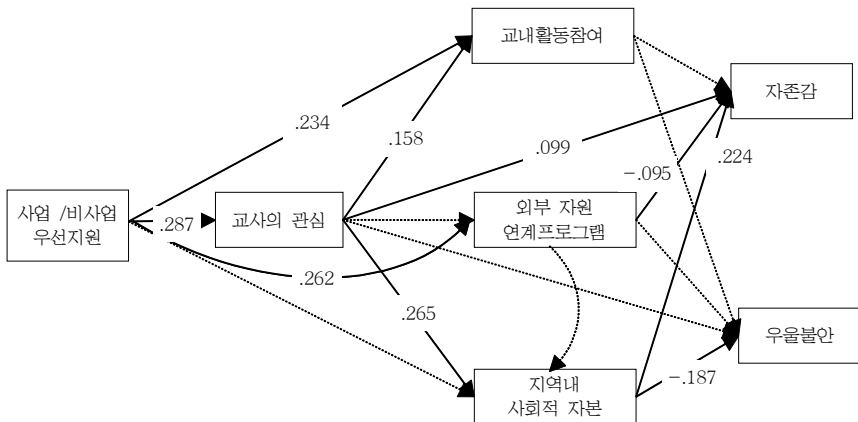 교내활동참여
자존감
.234
.158
.099
.224
-.095
사업 /비사업
우선지원
.287
교사의 관심
외부 자원
연계프로그램
.262
.265
우울불안
-.187
지역내
사회적 자본